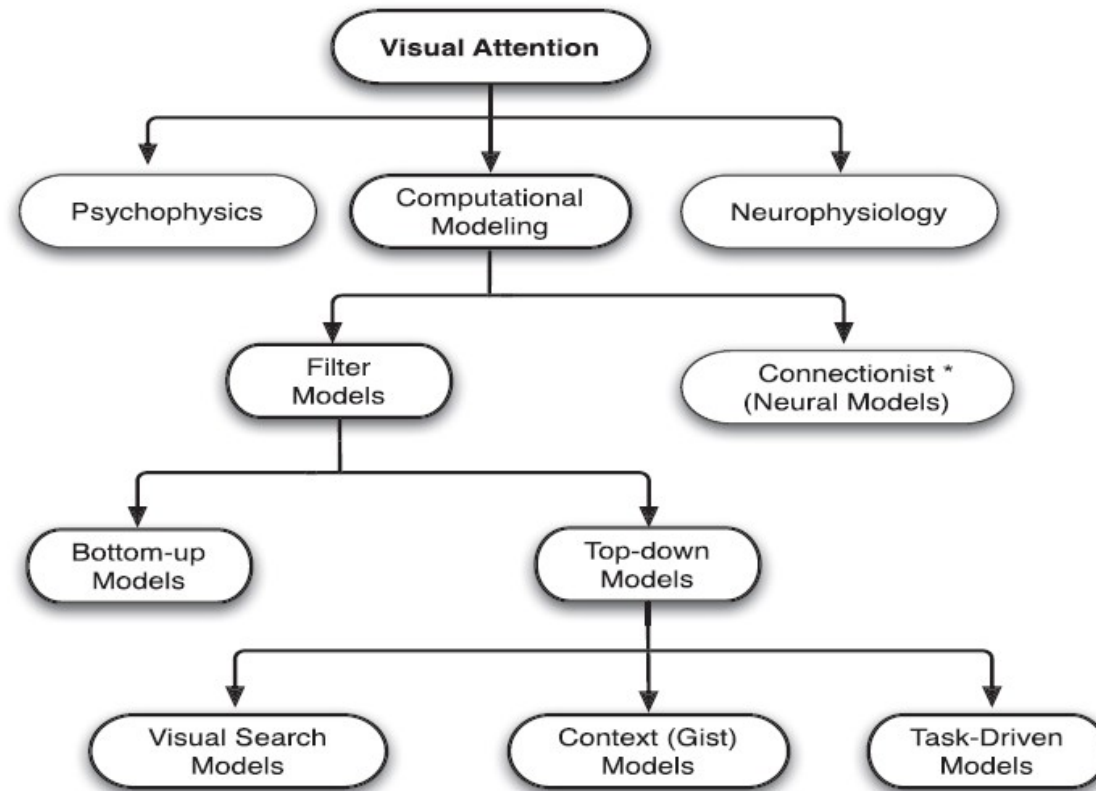 Visual Attention
Psychophysics
Computational
Modeling
Neurophysiology
Filter
Models
Connectionist *
(Neural Models)
Bottom-up
Models
Top-down
Models
Visual Search
Models
Context (Gist)
Models
Task-Driven
Models